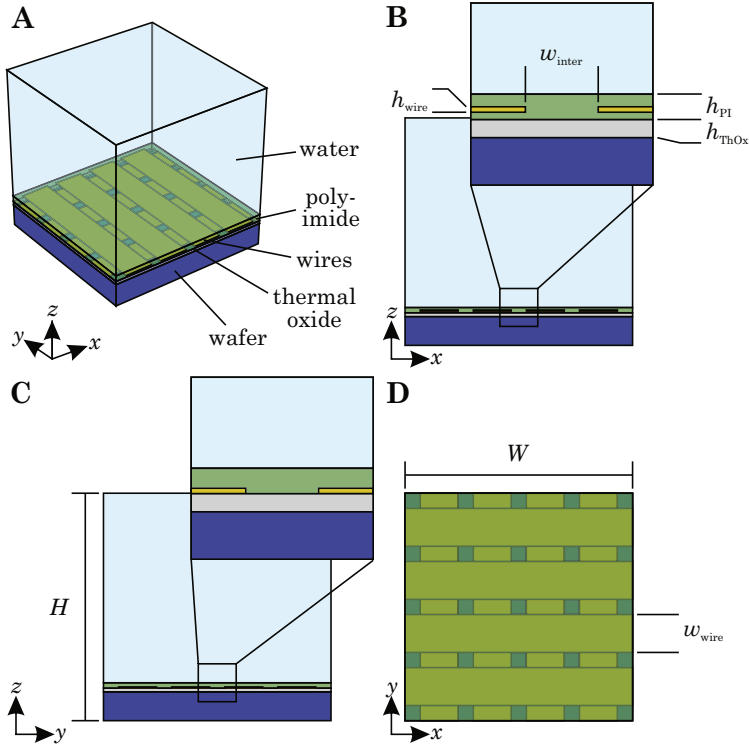 A
water
poly-
imide
wires
thermal
oxide
wafer
z
y
x
B
w_inter
h_wire
h_PI
h_ThOx
z
x
C
H
z
y
D
W
w_wire
y
x